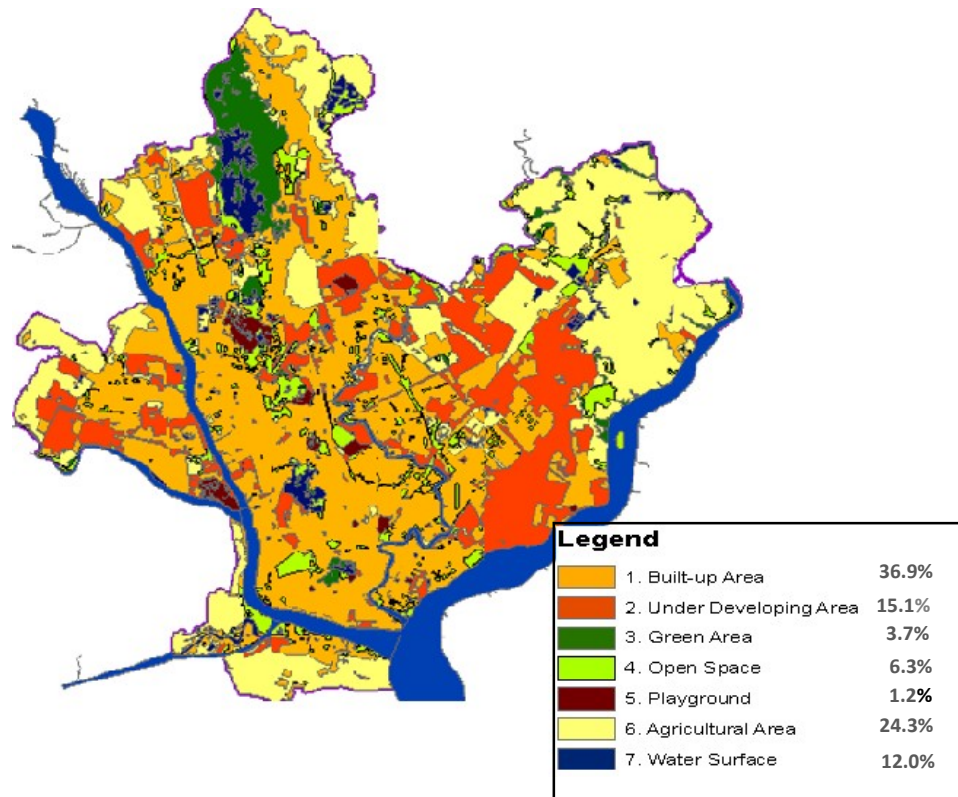 Legend
1. Built-up Area 36.9%
2. Under Developing Area 15.1%
3. Green Area 3.7%
4. Open Space 6.3%
5. Playground 1.2%
6. Agricultural Area 24.3%
7. Water Surface 12.0%